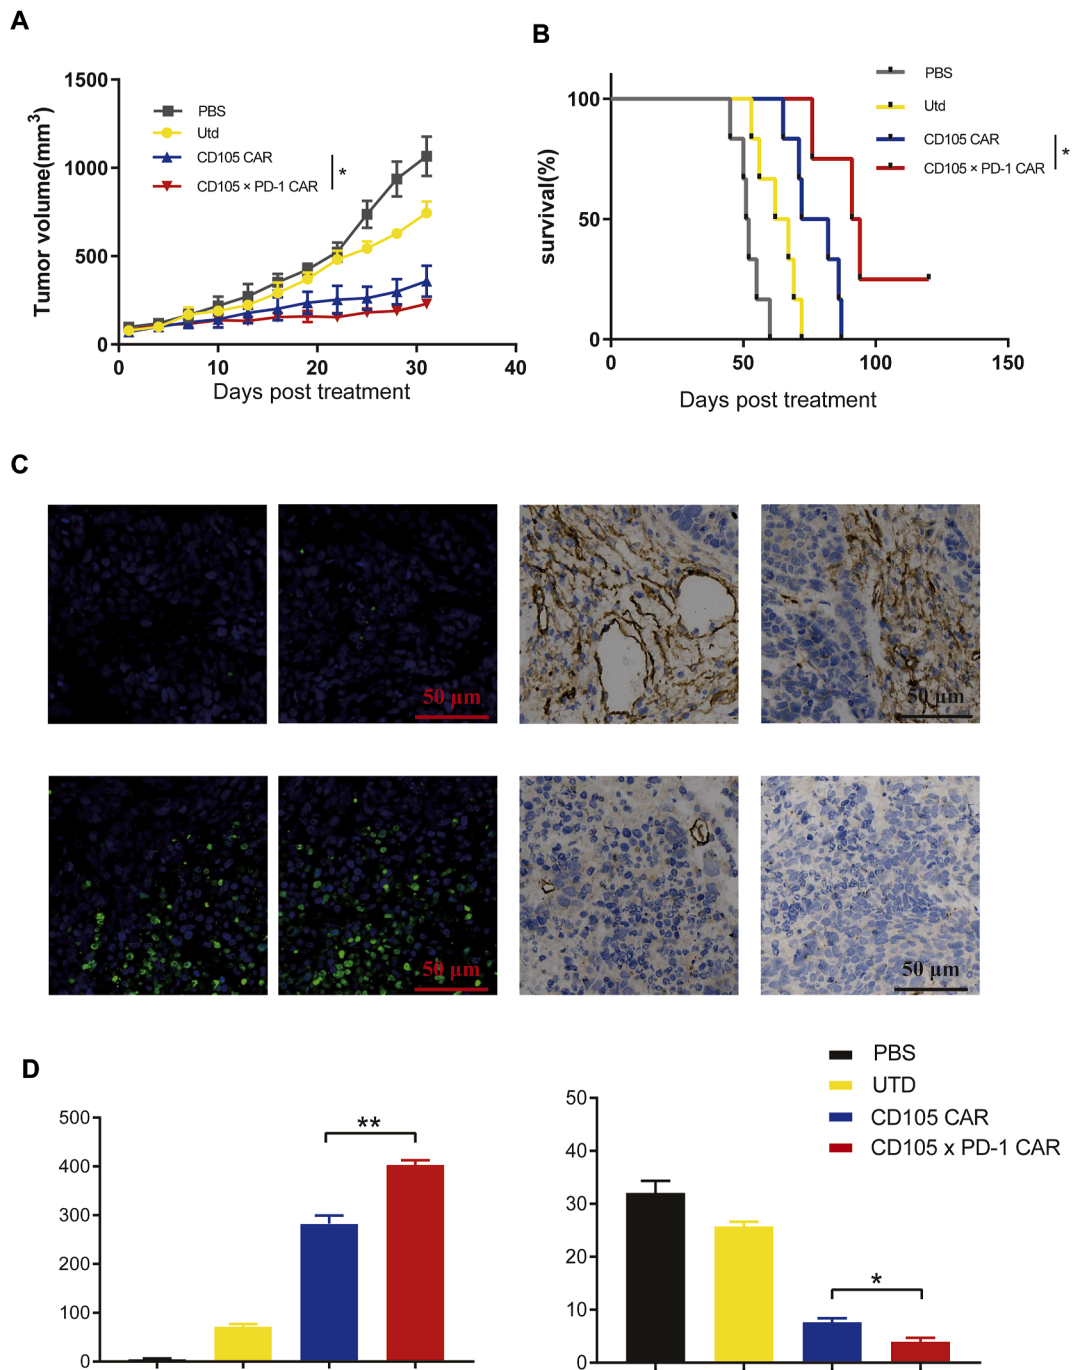 A
Tumor volume(mm3)
1500
1000
500
0
0
10
20
30
40
Days post treatment
PBS
Utd
CD105 CAR
CD105 × PD-1 CAR
*
B
survival(%)
100
50
0
0
50
100
150
Days post treatment
PBS
Utd
CD105 CAR
CD105 × PD-1 CAR
*
C
50 μm
50 μm
50 μm
50 μm
D
500
400
300
200
100
0
**
50
40
30
20
10
0
*
PBS
UTD
CD105 CAR
CD105 x PD-1 CAR